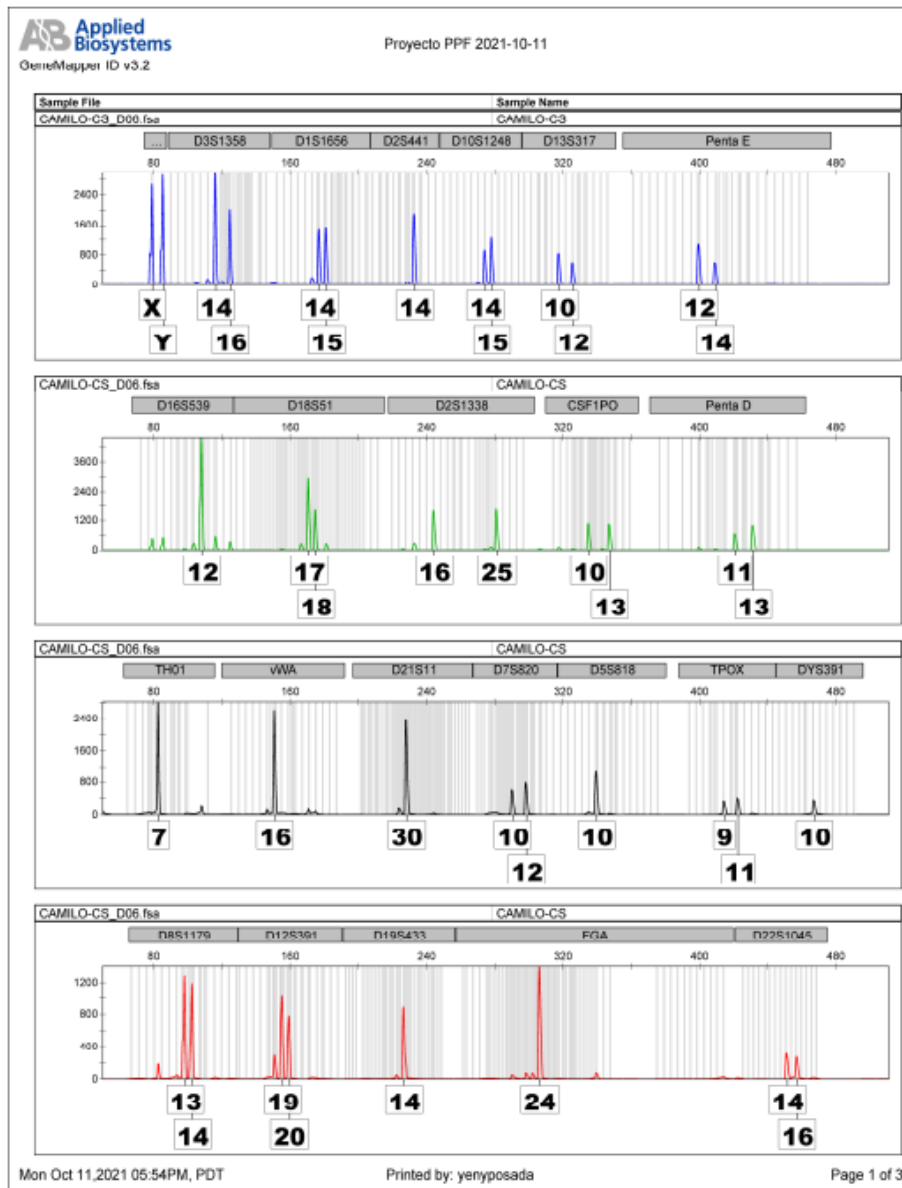 AB Applied Biosystems
Proyecto PPF 2021-10-11
GeneMapper ID v3.2
Sample File Sample Name
CAMILO-CS_D06.fsa CAMILO-CS
... D3S1358 D1S1656 D2S441 D10S1248 D13S317 Penta E
80 160 240 320 400 480
2400
1600
800
0
X 14 14 14 14 10 12
Y 16 15 15 12 14
CAMILO-CS_D06.fsa CAMILO-CS
D16S539 D18S51 D2S1338 CSF1PO Penta D
80 160 240 320 400 480
3600
2400
1200
0
12 17 16 25 10 11
18 13 13
CAMILO-CS_D06.fsa CAMILO-CS
TH01 vWA D21S11 D7S820 D5S818 TPOX DYS391
80 160 240 320 400 480
2400
1600
800
0
7 16 30 10 10 9 10
12 11
CAMILO-CS_D06.fsa CAMILO-CS
D8S1179 D12S391 D19S433 FGA D22S1045
80 160 240 320 400 480
1200
800
400
0
13 19 14 24 14
14 20 16
Mon Oct 11,2021 05:54PM, PDT Printed by: yenyposada Page 1 of 3